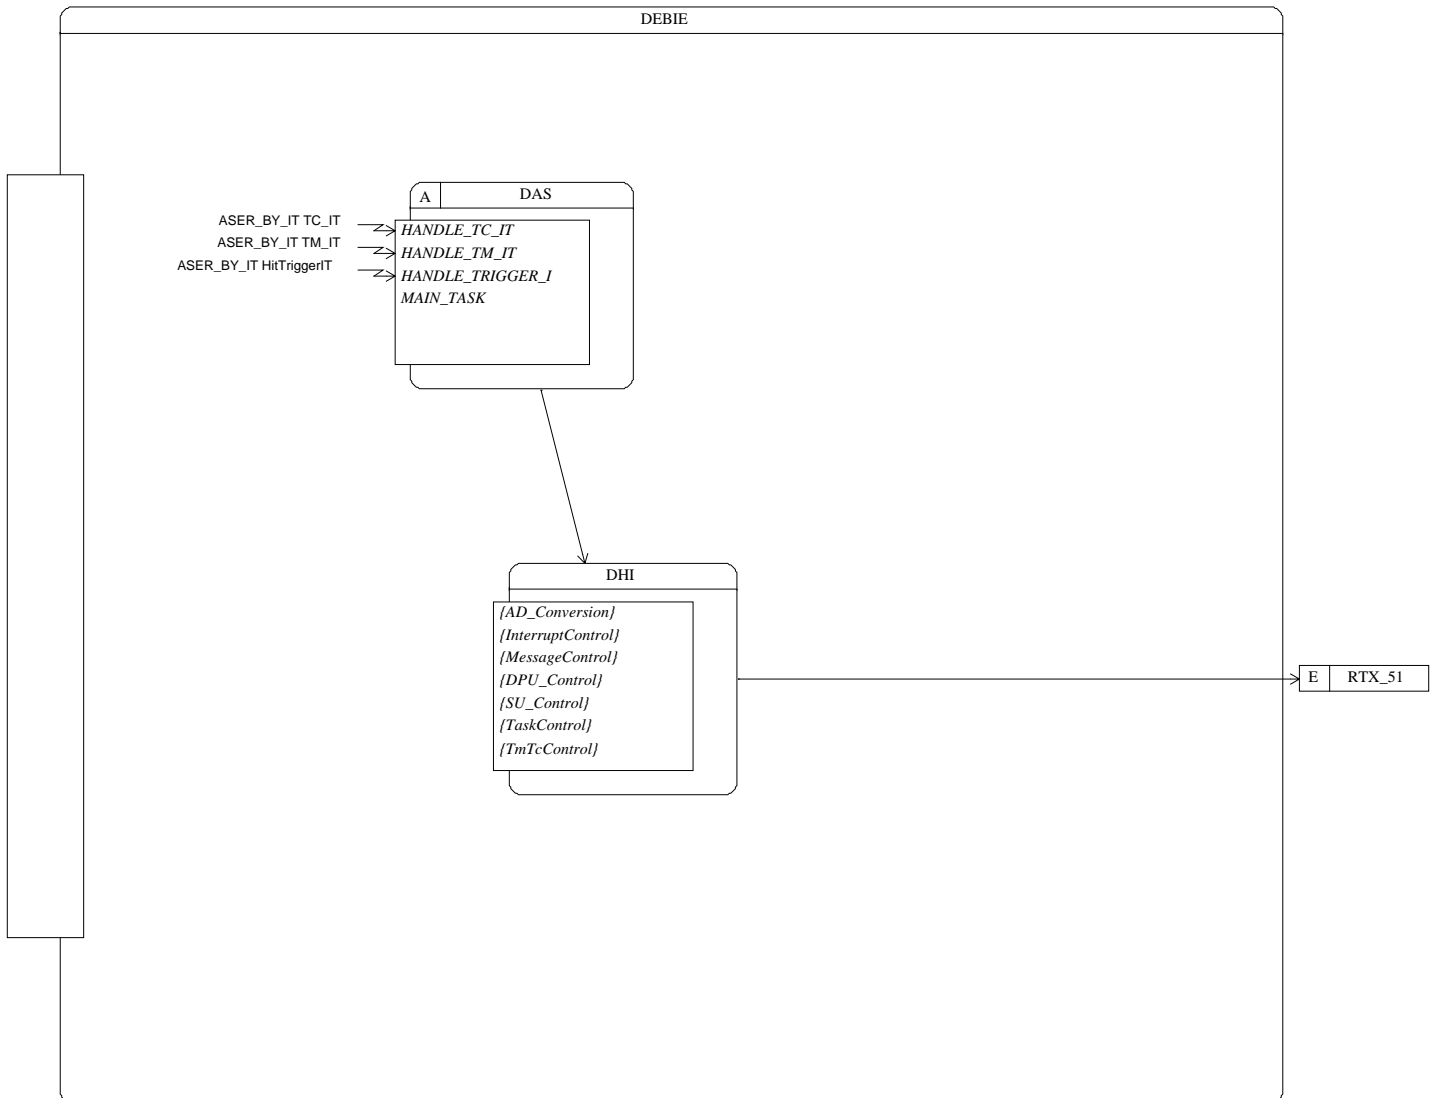 DEBIE
A DAS
ASER_BY_IT TC_IT
HANDLE_TC_IT
ASER_BY_IT TM_IT
HANDLE_TM_IT
ASER_BY_IT HitTriggerIT
HANDLE_TRIGGER_I
MAIN_TASK
DHI
{AD_Conversion}
{InterruptControl}
{MessageControl}
{DPU_Control}
{SU_Control}
{TaskControl}
{TmTcControl}
E RTX_51